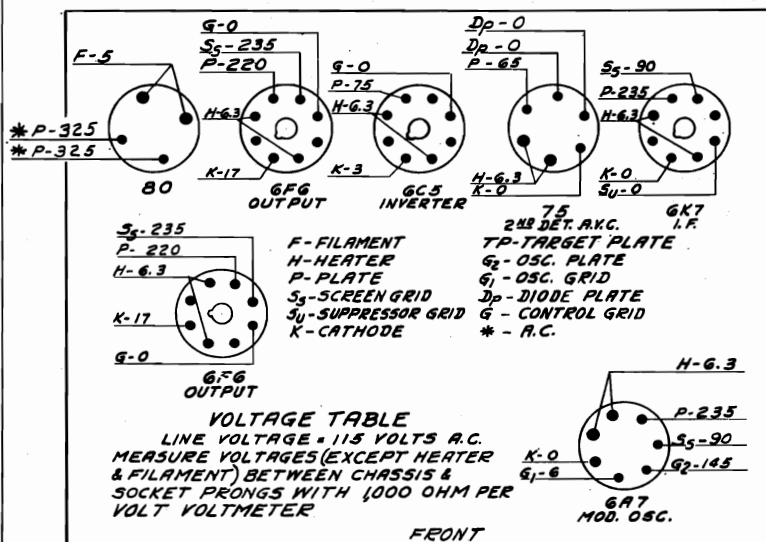 F-5
* P-325
* P-325
80
G-0
SS-235
P-220
H-6.3
K-17
6F6
OUTPUT
G-0
P-75
H-6.3
K-3
6C5
INVERTER
DP-0
DP-0
P-65
H-6.3
K-0
75
2ND DET. A.V.C.
SS-90
P-235
H-6.3
K-0
SU-0
6K7
I.F.
SS-235
P-220
H-6.3
K-17
G-0
6F6
OUTPUT
F-FILAMENT
H-HEATER
P-PLATE
SS-SCREEN GRID
SU-SUPPRESSOR GRID
K-CATHODE
TP-TARGET PLATE
G2-OSC. PLATE
G1-OSC. GRID
DP-DIODE PLATE
G - CONTROL GRID
* - A.C.
VOLTAGE TABLE
LINE VOLTAGE = 115 VOLTS A.C.
MEASURE VOLTAGES (EXCEPT HEATER
& FILAMENT) BETWEEN CHASSIS &
SOCKET PRONGS WITH 1,000 OHM PER
VOLT VOLTMETER
H-6.3
P-235
SS-90
G2-145
K-0
G1-6
6A7
MOD. OSC.
FRONT